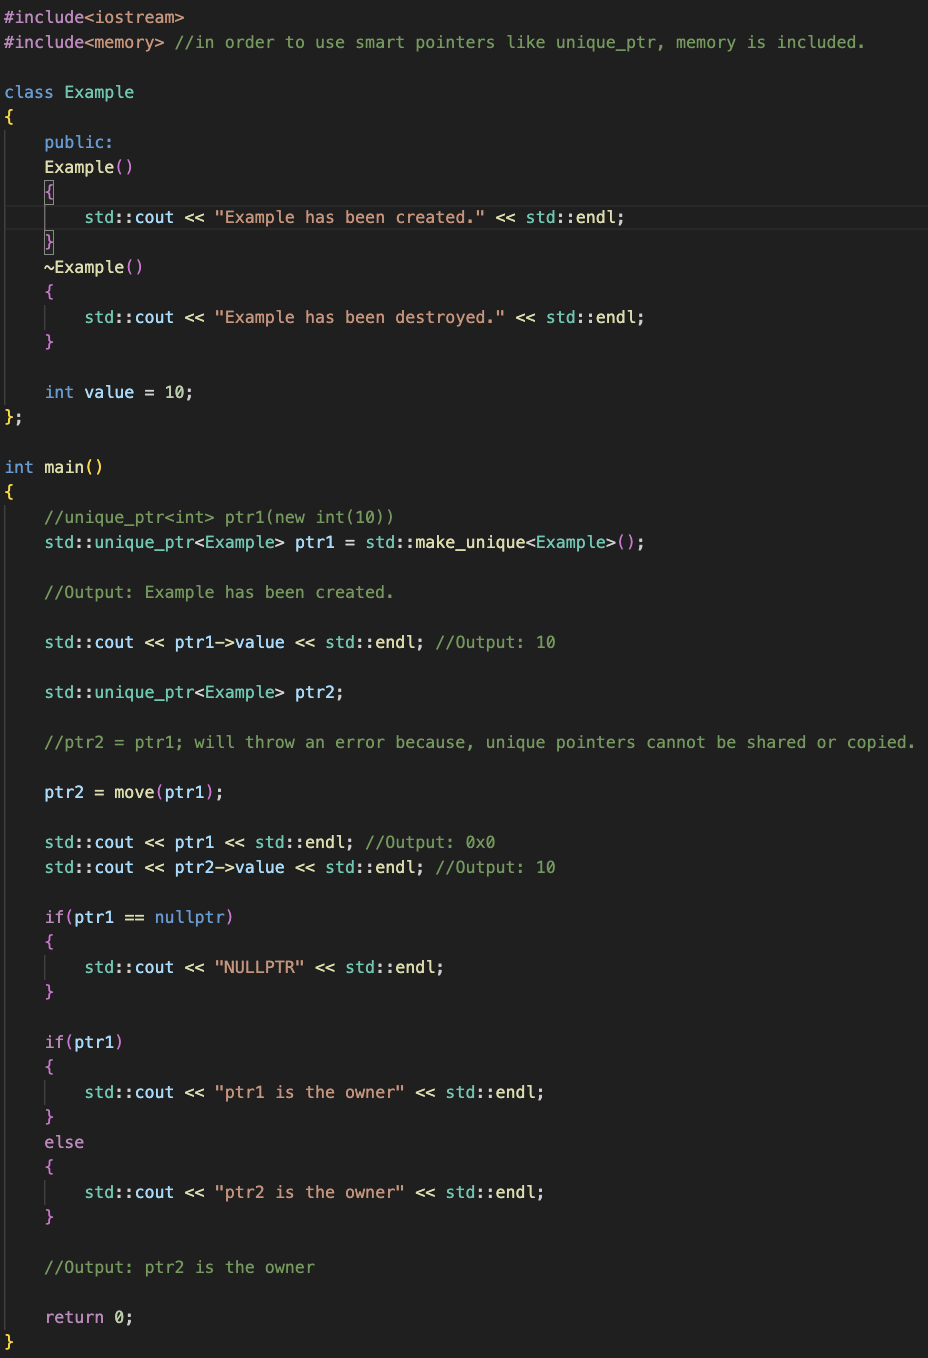 #include<iostream>
#include<memory> //in order to use smart pointers like unique_ptr, memory is included.
class Example
{
    public:
    Example()
    {
        std::cout << "Example has been created." << std::endl;
    }
    ~Example()
    {
        std::cout << "Example has been destroyed." << std::endl;
    }
    int value = 10;
};
int main()
{
    //unique_ptr<int> ptr1(new int(10))
    std::unique_ptr<Example> ptr1 = std::make_unique<Example>();
    //Output: Example has been created.
    std::cout << ptr1->value << std::endl; //Output: 10
    std::unique_ptr<Example> ptr2;
    //ptr2 = ptr1; will throw an error because, unique pointers cannot be shared or copied.
    ptr2 = move(ptr1);
    std::cout << ptr1 << std::endl; //Output: 0x0
    std::cout << ptr2->value << std::endl; //Output: 10
    if(ptr1 == nullptr)
    {
        std::cout << "NULLPTR" << std::endl;
    }
    if(ptr1)
    {
        std::cout << "ptr1 is the owner" << std::endl;
    }
    else
    {
        std::cout << "ptr2 is the owner" << std::endl;
    }
    //Output: ptr2 is the owner
    return 0;
}